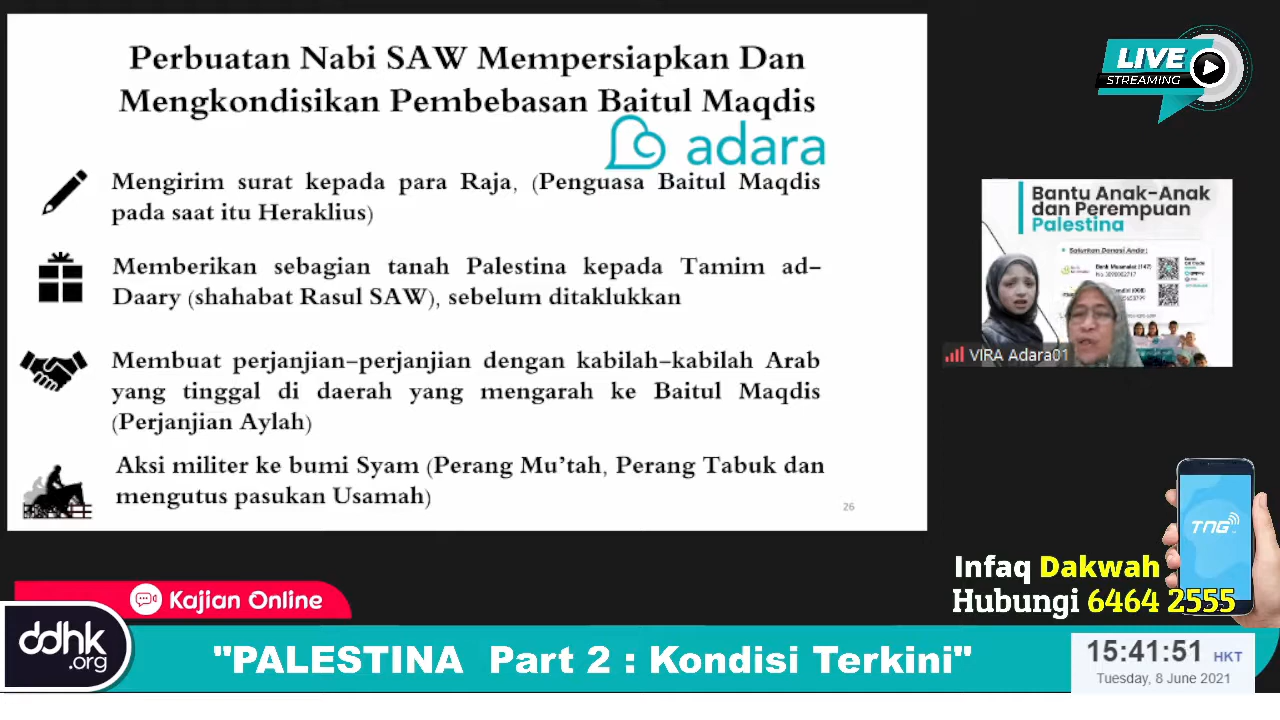 Perbuatan Nabi SAW Mempersiapkan Dan
Mengkondisikan Pembebasan Baitul Maqdis
adara
Mengirim surat kepada para Raja, (Penguasa Baitul Maqdis
pada saat itu Heraklius)
Memberikan sebagian tanah Palestina kepada Tamim ad–
Daary (shahabat Rasul SAW), sebelum ditaklukkan
Membuat perjanjian–perjanjian dengan kabilah–kabilah Arab
yang tinggal di daerah yang mengarah ke Baitul Maqdis
(Perjanjian Aylah)
Aksi militer ke bumi Syam (Perang Mu'tah, Perang Tabuk dan
mengutus pasukan Usamah)
26
LIVE
STREAMING
Bantu Anak-Anak
dan Perempuan
Palestina
Salurkan Donasi Anda:
VIRA Adara01
TNG
Infaq Dakwah
Hubungi 6464 2555
Kajian Online
ddhk
.org
"PALESTINA Part 2 : Kondisi Terkini"
15:41:51 HKT
Tuesday, 8 June 2021